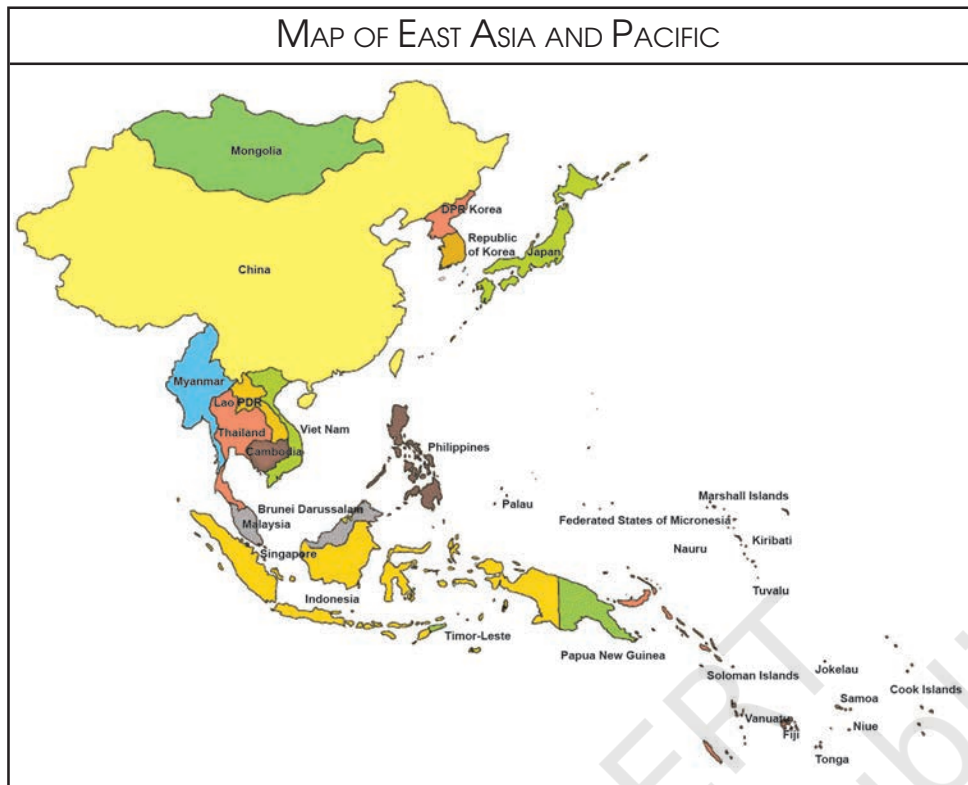 MAP OF EAST ASIA AND PACIFIC
Mongolia
DPR Korea
Republic
of Korea
Japan
China
Myanmar
Lao PDR
Thailand
Viet Nam
Cambodia
Philippines
Palau
Marshall Islands
Brunei Darussalam
Malaysia
Federated States of Micronesia
Kiribati
Nauru
Singapore
Tuvalu
Indonesia
Timor-Leste
Papua New Guinea
Soloman Islands
Jokelau
Cook Islands
Samoa
Vanuatu
Niue
Fiji
Tonga